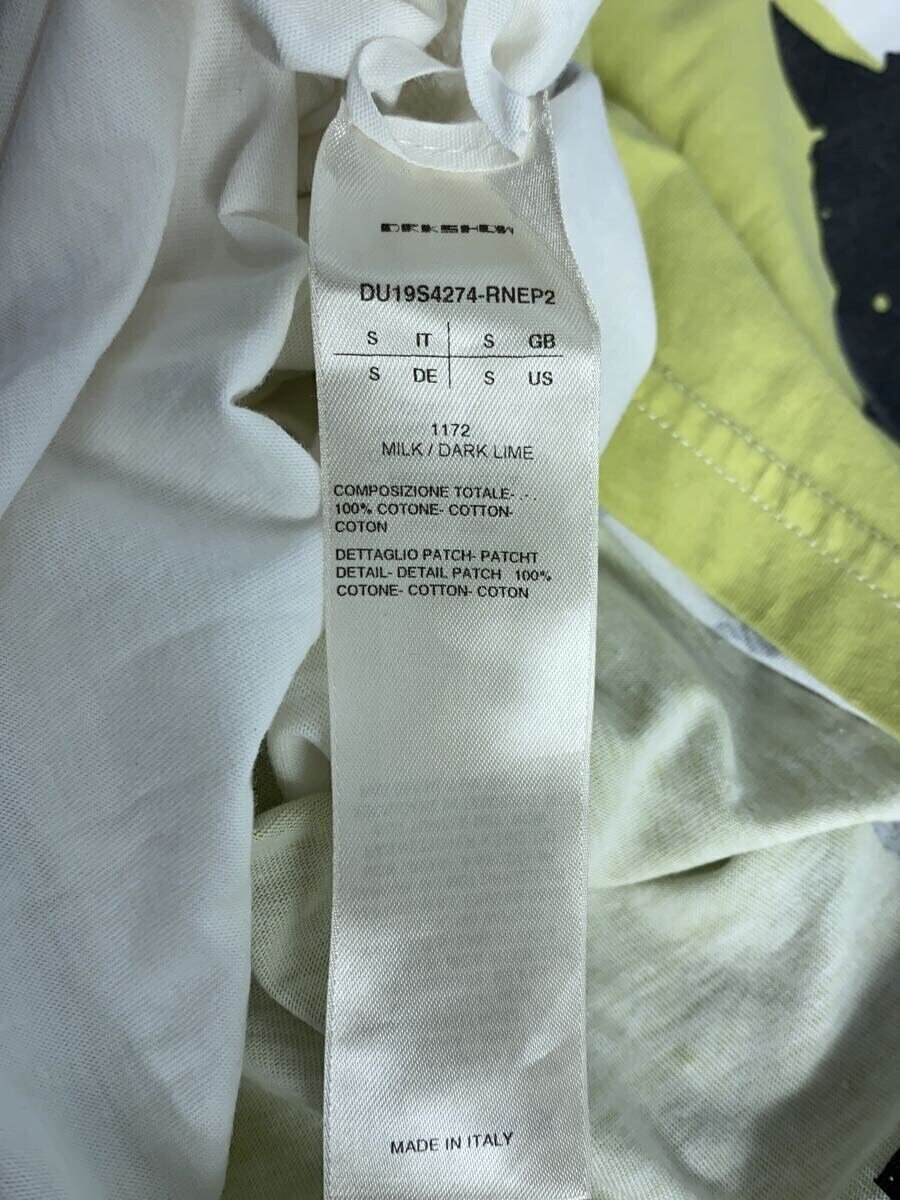 DRKSHDW
DU19S4274-RNEP2
S IT S GB
S DE S US
1172
MILK / DARK LIME
COMPOSIZIONE TOTALE- .- .
100% COTONE- COTTON-
COTON
DETTAGLIO PATCH- PATCHT
DETAIL- DETAIL PATCH 100%
COTONE- COTTON- COTON
MADE IN ITALY